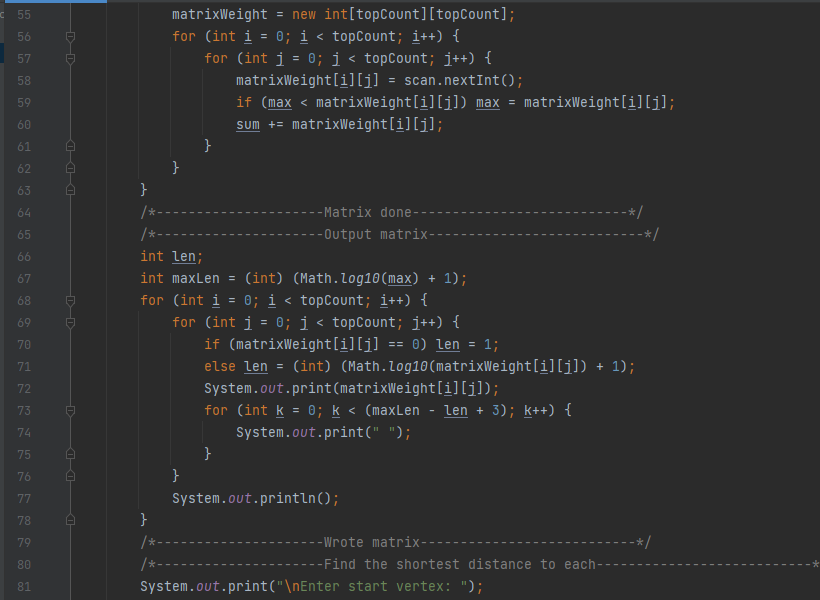 55 matrixWeight = new int[topCount][topCount];
56 for (int i = 0; i < topCount; i++) {
57 for (int j = 0; j < topCount; j++) {
58 matrixWeight[i][j] = scan.nextInt();
59 if (max < matrixWeight[i][j]) max = matrixWeight[i][j];
60 sum += matrixWeight[i][j];
61 }
62 }
63 }
64 /*---------------------Matrix done---------------------------*/
65 /*---------------------Output matrix---------------------------*/
66 int len;
67 int maxLen = (int) (Math.log10(max) + 1);
68 for (int i = 0; i < topCount; i++) {
69 for (int j = 0; j < topCount; j++) {
70 if (matrixWeight[i][j] == 0) len = 1;
71 else len = (int) (Math.log10(matrixWeight[i][j]) + 1);
72 System.out.print(matrixWeight[i][j]);
73 for (int k = 0; k < (maxLen - len + 3); k++) {
74 System.out.print(" ");
75 }
76 }
77 System.out.println();
78 }
79 /*---------------------Wrote matrix---------------------------*/
80 /*---------------------Find the shortest distance to each---------------------------*
81 System.out.print("\nEnter start vertex: ");